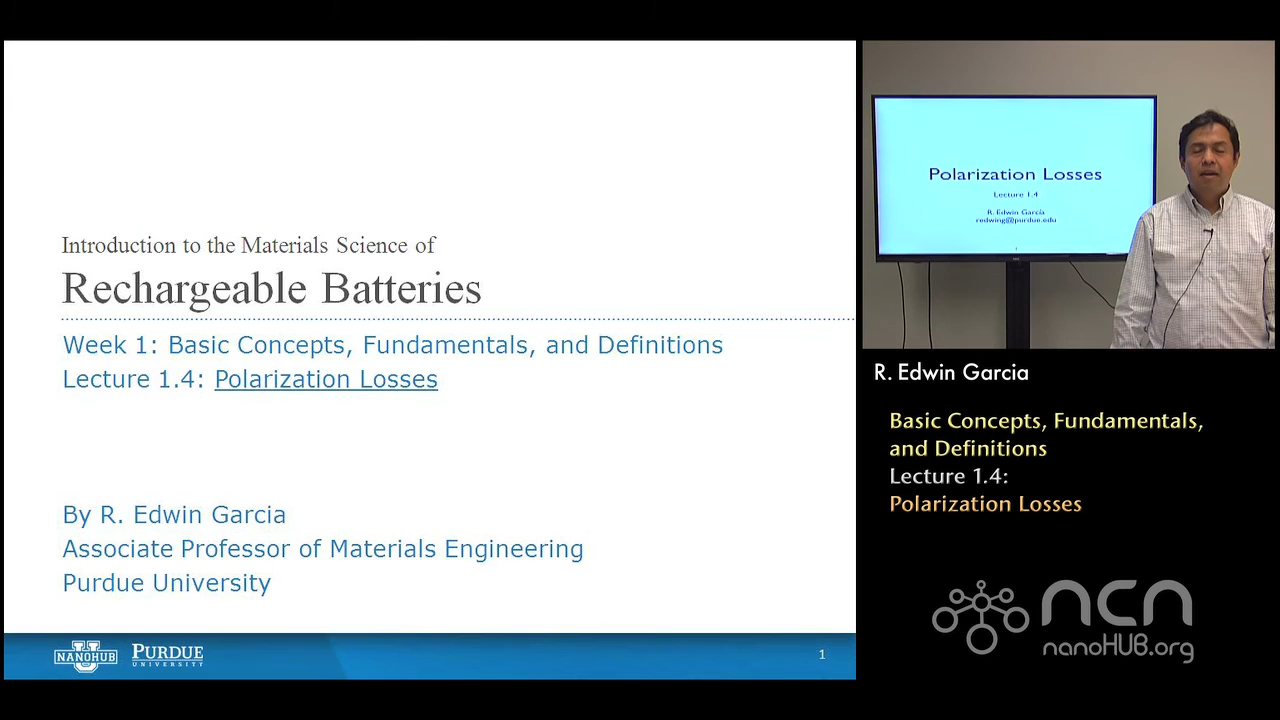 Introduction to the Materials Science of
Rechargeable Batteries
Week 1: Basic Concepts, Fundamentals, and Definitions
Lecture 1.4: Polarization Losses
By R. Edwin Garcia
Associate Professor of Materials Engineering
Purdue University
NANOHUB
U
PURDUE
UNIVERSITY
1
Polarization Losses
Lecture 1.4
R. Edwin García
redwing@purdue.edu
R. Edwin Garcia
Basic Concepts, Fundamentals,
and Definitions
Lecture 1.4:
Polarization Losses
ncn
nanoHUB.org